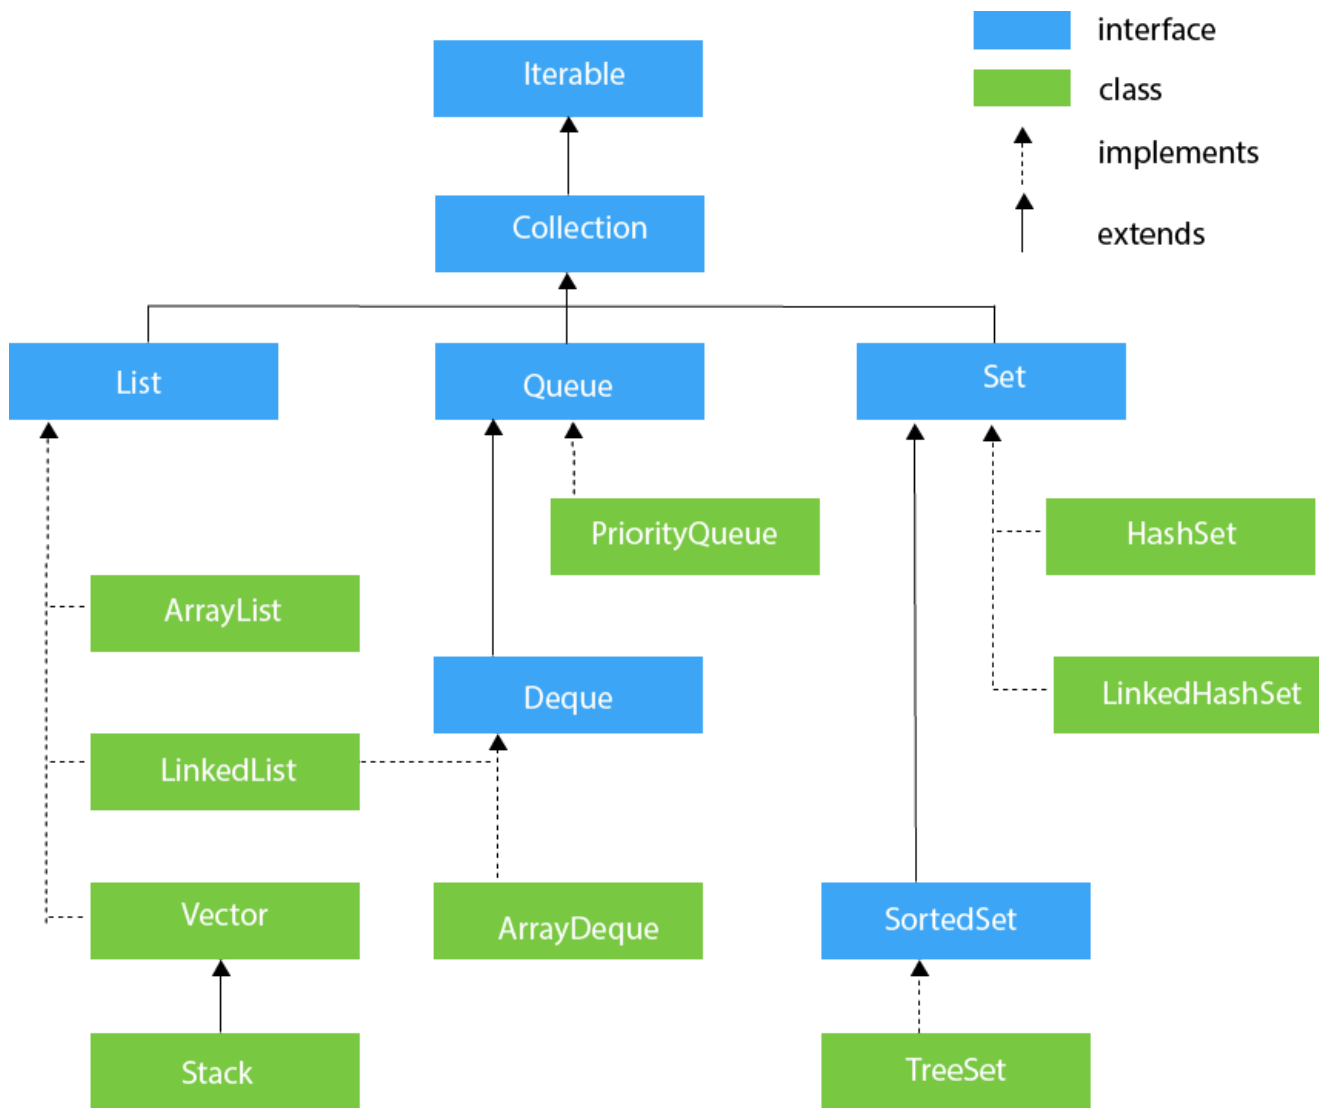 Iterable
interface
class
implements
extends
Collection
List
Queue
Set
PriorityQueue
HashSet
ArrayList
Deque
LinkedHashSet
LinkedList
Vector
ArrayDeque
SortedSet
Stack
TreeSet